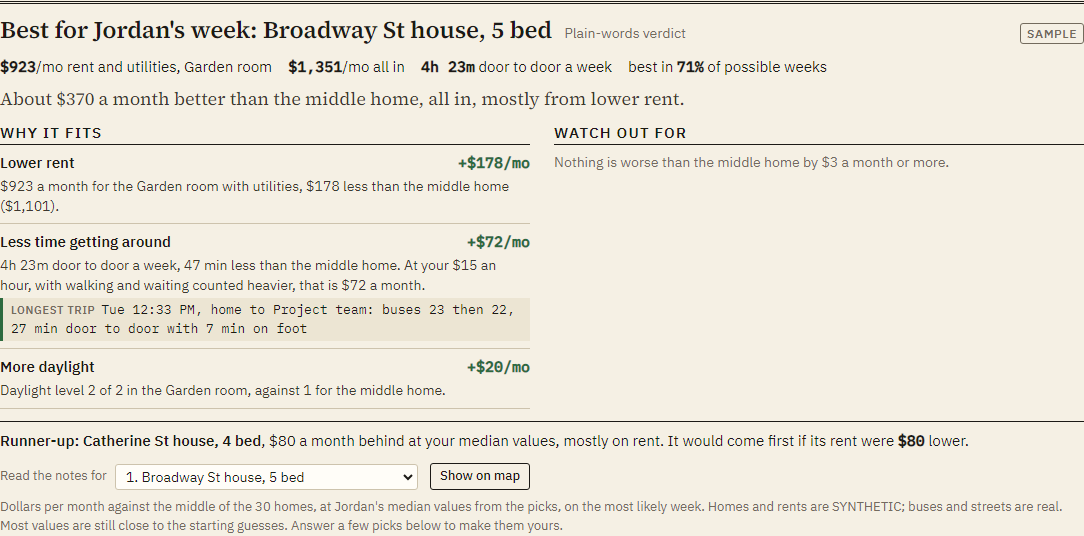 Best for Jordan's week: Broadway St house, 5 bed Plain-words verdict SAMPLE
$923/mo rent and utilities, Garden room $1,351/mo all in 4h 23m door to door a week best in 71% of possible weeks
About $370 a month better than the middle home, all in, mostly from lower rent.
WHY IT FITS
Lower rent +$178/mo
$923 a month for the Garden room with utilities, $178 less than the middle home
($1,101).
Less time getting around +$72/mo
4h 23m door to door a week, 47 min less than the middle home. At your $15 an
hour, with walking and waiting counted heavier, that is $72 a month.
LONGEST TRIP Tue 12:33 PM, home to Project team: buses 23 then 22,
27 min door to door with 7 min on foot
More daylight +$20/mo
Daylight level 2 of 2 in the Garden room, against 1 for the middle home.
WATCH OUT FOR
Nothing is worse than the middle home by $3 a month or more.
Runner-up: Catherine St house, 4 bed, $80 a month behind at your median values, mostly on rent. It would come first if its rent were $80 lower.
Read the notes for 1. Broadway St house, 5 bed Show on map
Dollars per month against the middle of the 30 homes, at Jordan's median values from the picks, on the most likely week. Homes and rents are SYNTHETIC; buses and streets are real.
Most values are still close to the starting guesses. Answer a few picks below to make them yours.